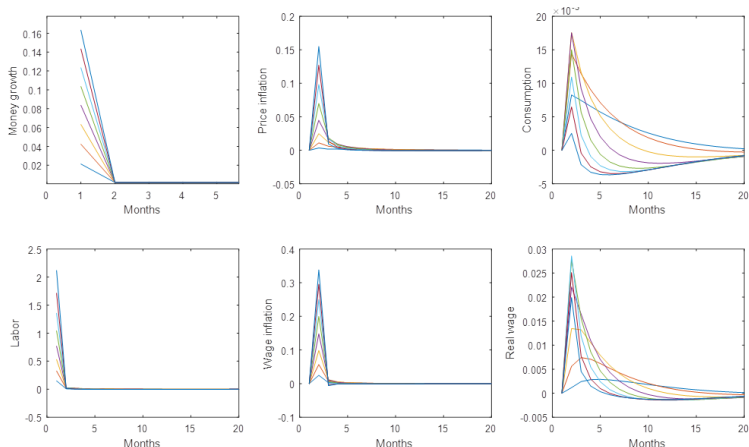 0.16
0.14
0.12
0.10
0.08
0.06
0.04
0.02
Money growth
0 1 2 3 4 5
Months
0.2
0.15
0.1
0.05
0
-0.05
Price inflation
0 5 10 15 20
Months
× 10⁻³
20
15
10
5
0
-5
Consumption
0 5 10 15 20
Months
2.5
2.0
1.5
1.0
0.5
0.0
-0.5
Labor
0 5 10 15 20
Months
0.4
0.3
0.2
0.1
0
-0.1
Wage inflation
0 5 10 15 20
Months
0.03
0.025
0.02
0.015
0.01
0.005
0
-0.005
Real wage
0 5 10 15 20
Months